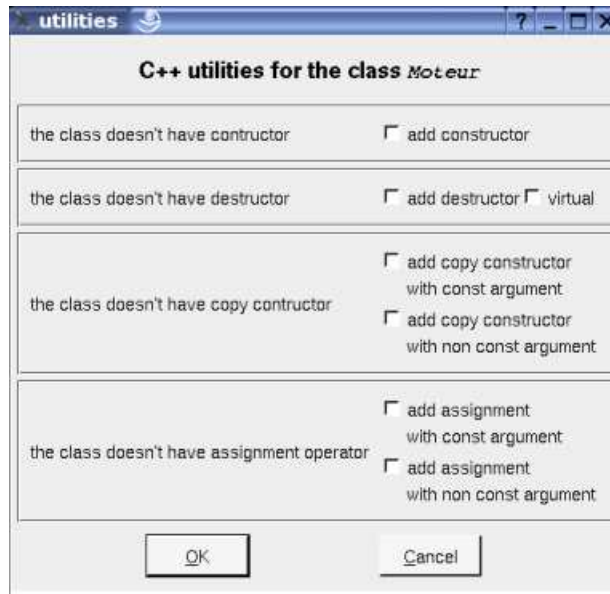 utilities
C++ utilities for the class Moteur
the class doesn't have contructor add constructor
the class doesn't have destructor add destructor virtual
the class doesn't have copy contructor
add copy constructor
with const argument
add copy constructor
with non const argument
the class doesn't have assignment operator
add assignment
with const argument
add assignment
with non const argument
OK Cancel